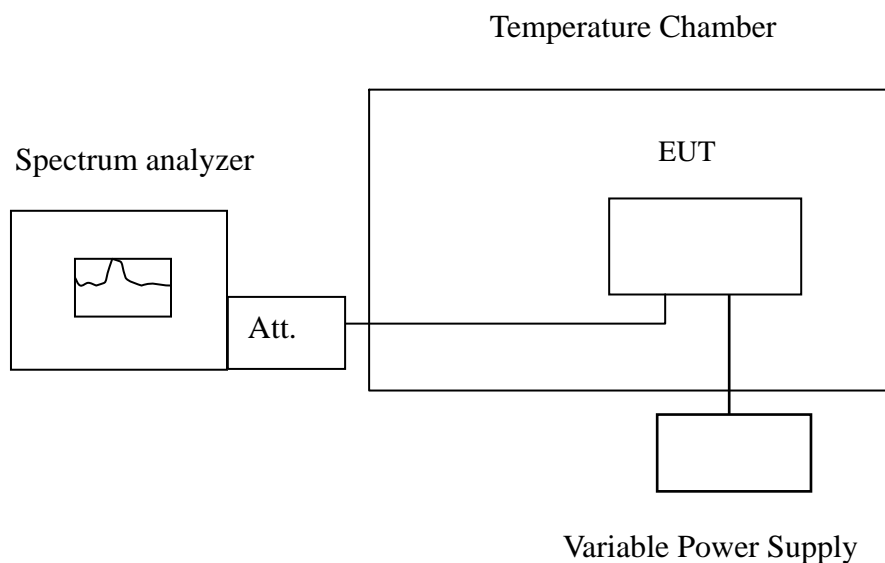 Temperature Chamber
Spectrum analyzer
EUT
Att.
Variable Power Supply